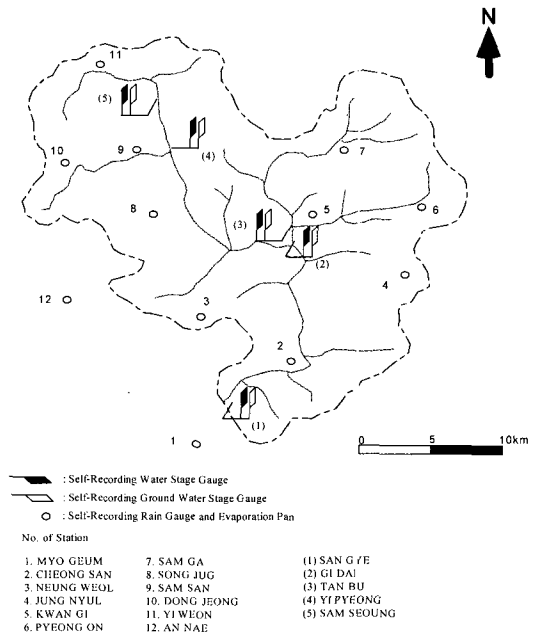 N
11
(5)
9
(4)
7
10
8
5
6
(3)
(2)
4
12
3
2
(1)
1
0 5 10km
: Self-Recording Water Stage Gauge
: Self-Recording Ground Water Stage Gauge
: Self-Recording Rain Gauge and Evaporation Pan
No. of Station
1. MYO GEUM 7. SAM GA (1) SAN GYE
2. CHEONG SAN 8. SONG JUG (2) GI DAI
3. NEUNG WEOL 9. SAM SAN (3) TAN BU
4. JUNG NYUL 10. DONG JEONG (4) YI PYEONG
5. KWAN GI 11. YI WEON (5) SAM SEOUNG
6. PYEONG ON 12. AN NAE